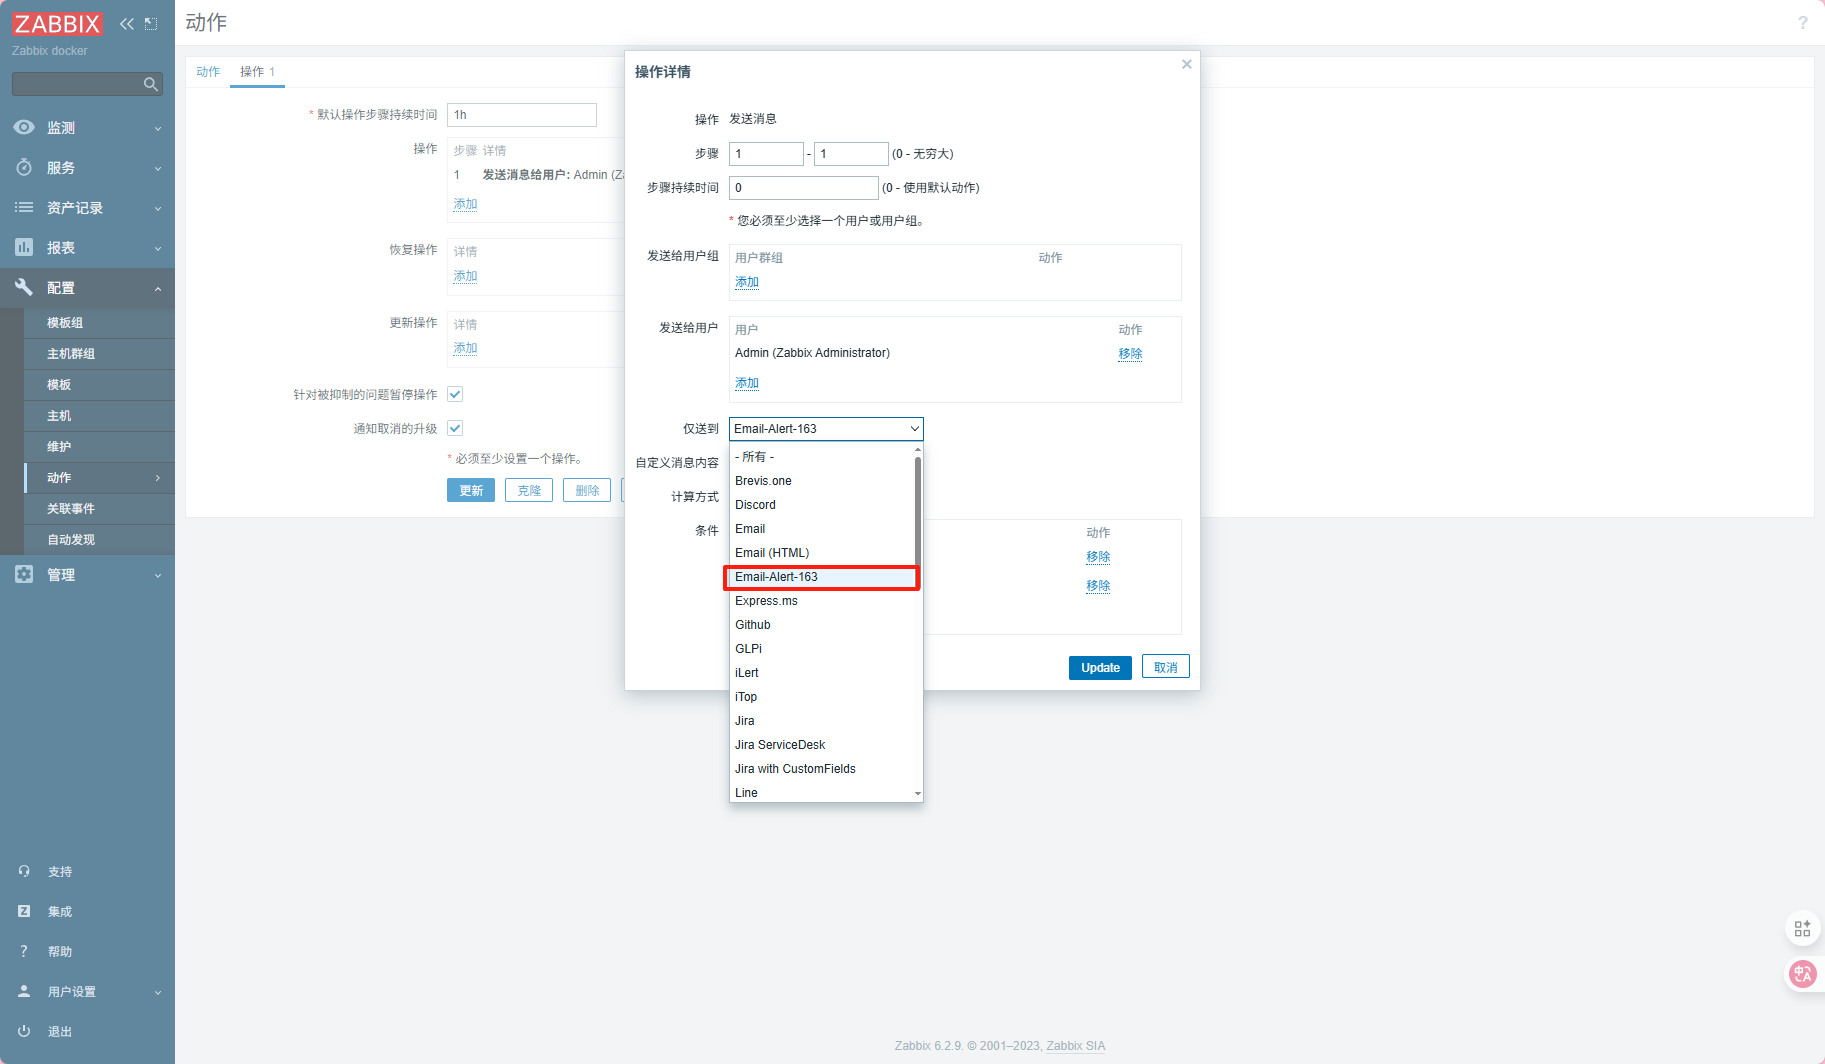 ZABBIX
Zabbix docker
监测
服务
资产记录
报表
配置
模板组
主机群组
模板
主机
维护
动作
关联事件
自动发现
管理
支持
集成
帮助
用户设置
退出
动作
?
动作
操作 1
* 默认操作步骤持续时间 1h
操作 步骤 详情
1 发送消息给用户: Admin
添加
恢复操作 详情
添加
更新操作 详情
添加
针对被抑制的问题暂停操作
通知取消的升级
* 必须至少设置一个操作。
更新 克隆 删除
操作详情
操作 发送消息
步骤 1 - 1 (0 - 无穷大)
步骤持续时间 0 (0 - 使用默认动作)
* 您必须至少选择一个用户或用户组。
发送给用户组 用户群组 动作
添加
发送给用户 用户 动作
Admin (Zabbix Administrator) 移除
添加
仅送到 Email-Alert-163
自定义消息内容
计算方式
条件
- 所有 -
Brevis.one
Discord
Email
Email (HTML)
Email-Alert-163
Express.ms
Github
GLPi
iLert
iTop
Jira
Jira ServiceDesk
Jira with CustomFields
Line
动作
移除
移除
Update 取消
Zabbix 6.2.9. © 2001–2023, Zabbix SIA